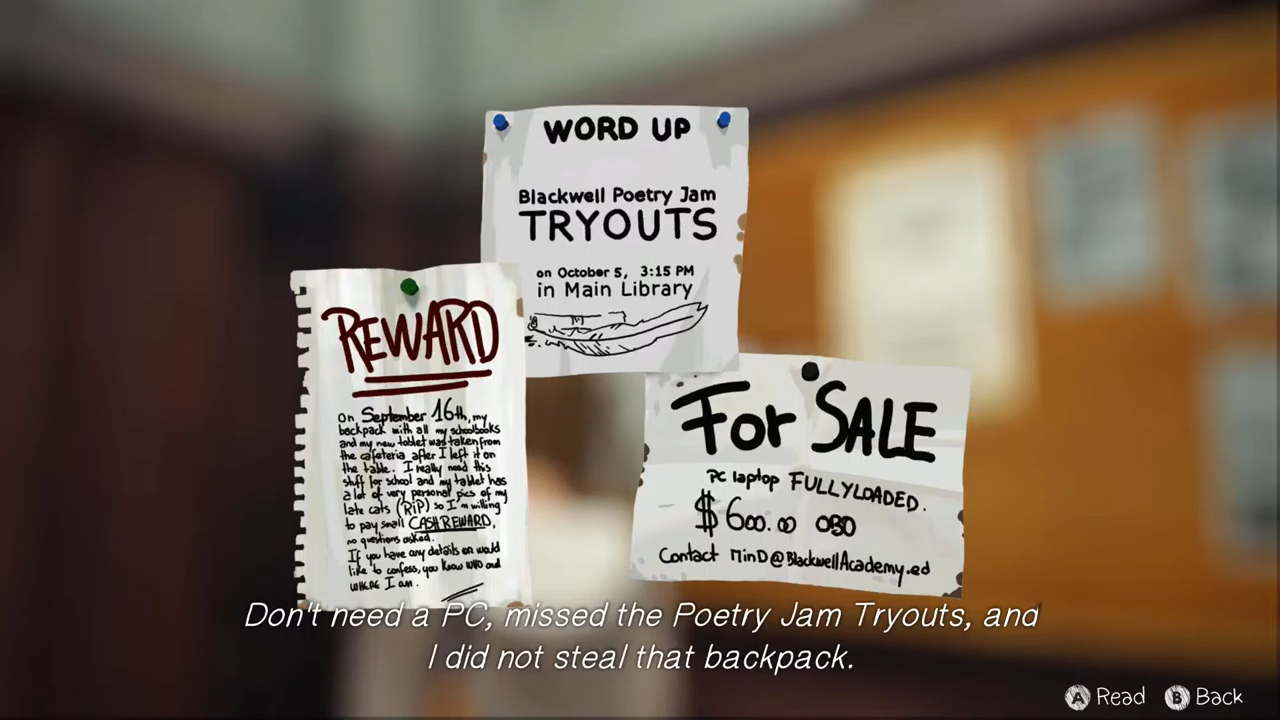 WORD UP
Blackwell Poetry Jam
TRYOUTS
on October 5, 3:15 PM
in Main Library
REWARD
On September 16th, my
backpack with all my schoolbooks
and my new tablet was taken from
the cafeteria after I left it on
the table. I really need this
stuff for school and my tablet has
a lot of very personal pics of my
late cats (RiP) so I'm willing
to pay small CASH REWARD,
no questions asked.
If you have any details or would
like to confess, you know WHO and
WHERE I am.
For SALE
PC laptop FULLYLOADED.
$600.00 OBO
Contact MinD@BlackwellAcademy.ed
Don't need a PC, missed the Poetry Jam Tryouts, and
I did not steal that backpack.
A Read B Back